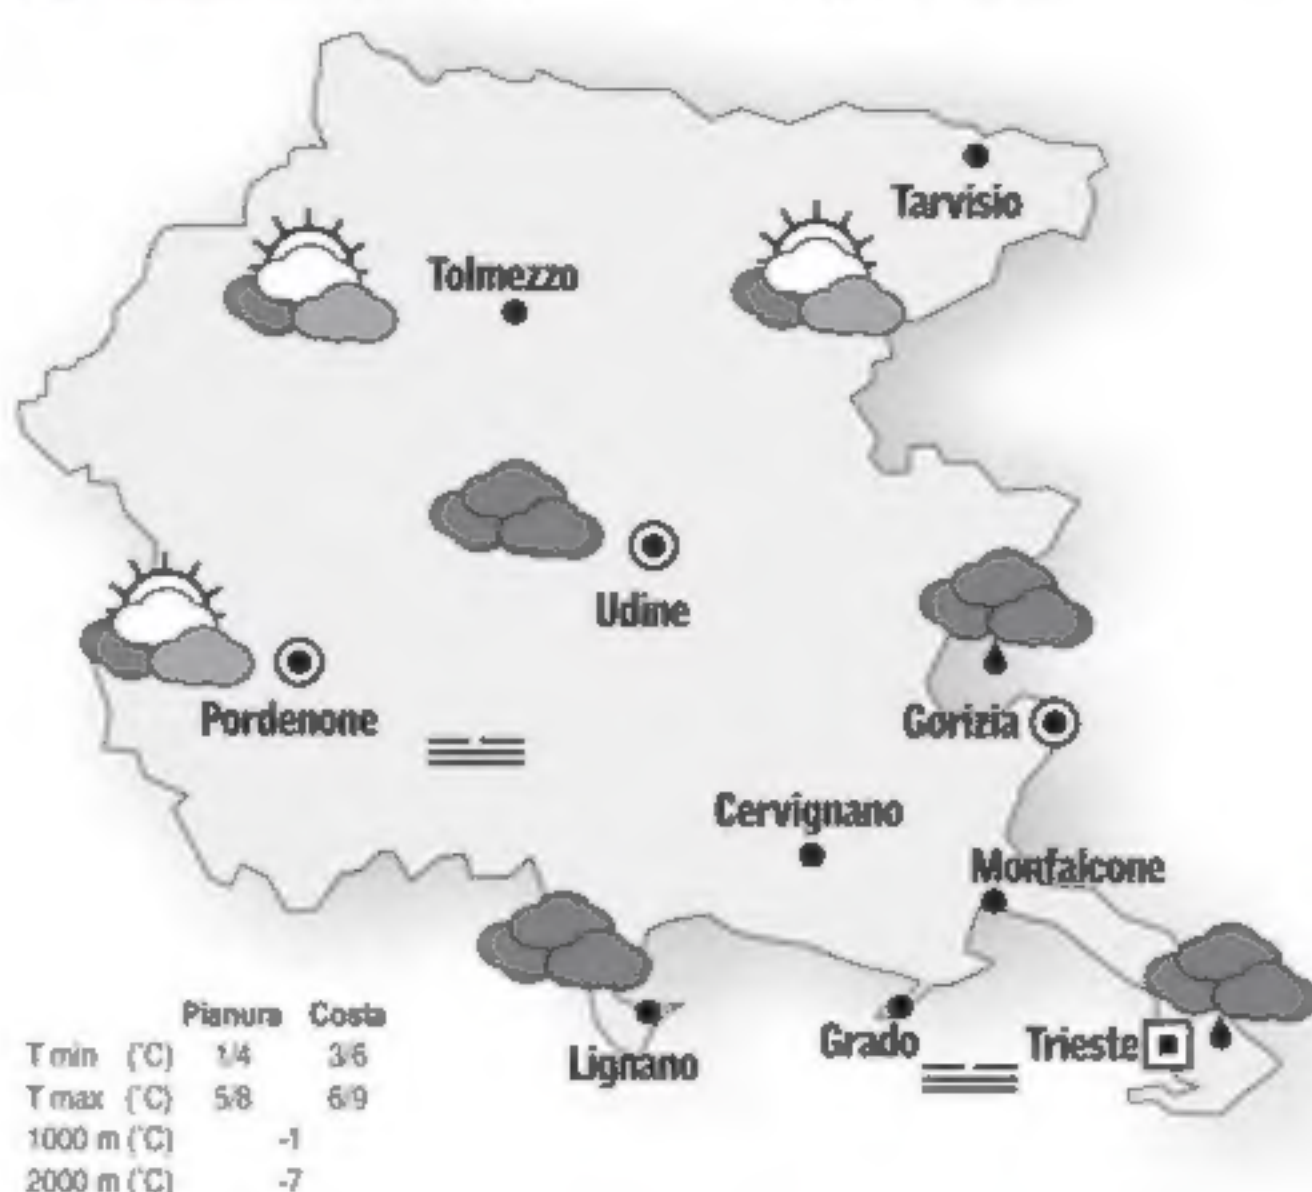 Tarvisio
Tolmezzo
Udine
Pordenone
Gorizia
Cervignano
Monfalcone
Grado
Trieste
Lignano
Pianura Costa
T min (°C) 1/4 3/6
T max (°C) 5/8 6/9
1000 m (°C) -1
2000 m (°C) -7